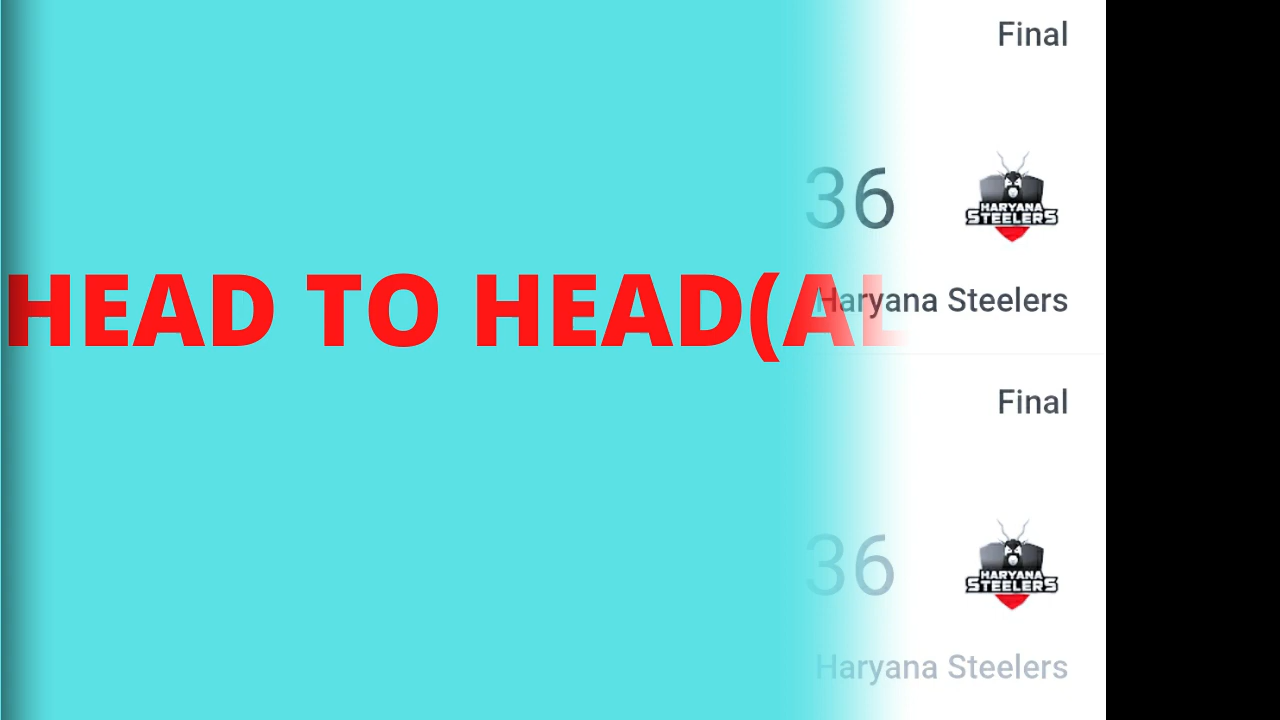 Final
36
HARYANA
STEELERS
HEAD TO HEAD(AL
Haryana Steelers
Final
36
HARYANA
STEELERS
Haryana Steelers